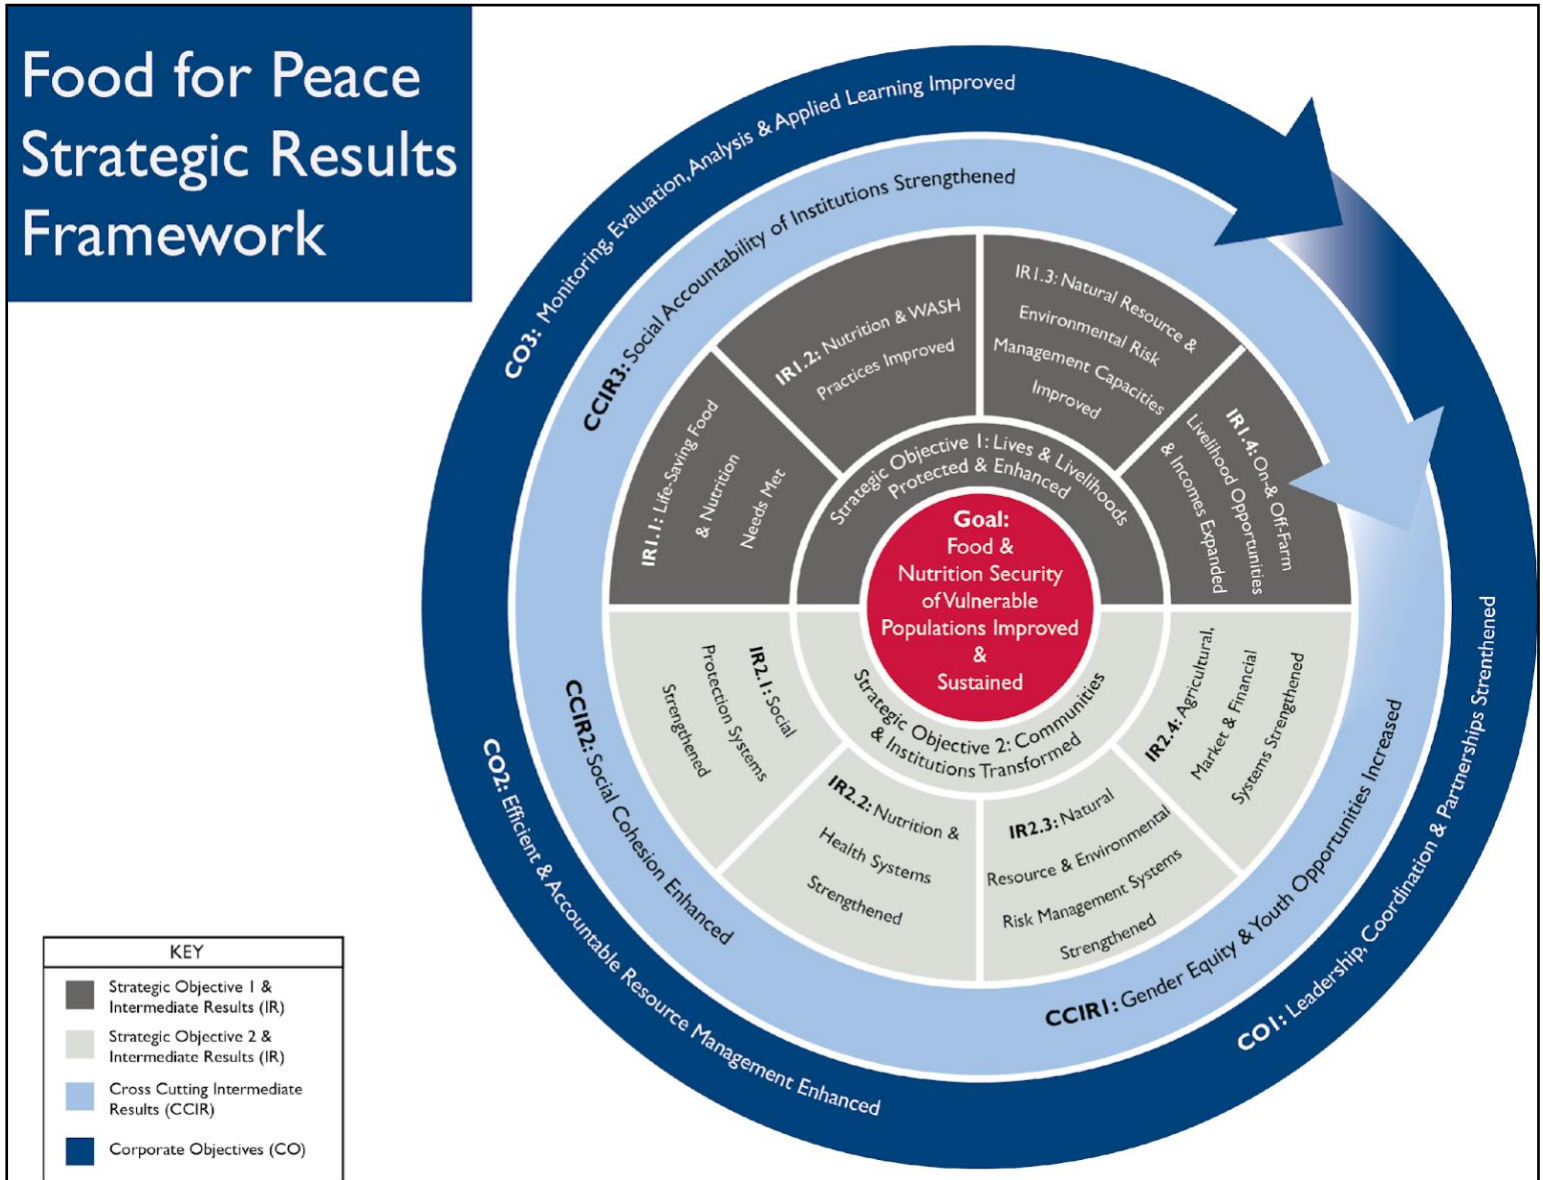 Food for Peace
Strategic Results
Framework
CO3: Monitoring, Evaluation, Analysis & Applied Learning Improved
CCIR3: Social Accountability of Institutions Strengthened
IR1.1: Life-Saving Food
& Nutrition
Needs Met
IR1.2: Nutrition & WASH
Practices Improved
IR1.3: Natural Resource &
Environmental Risk
Management Capacities
Improved
IR1.4: On-& Off-Farm
Livelihood Opportunities
& Incomes Expanded
Strategic Objective 1: Lives & Livelihoods
Protected & Enhanced
Goal:
Food &
Nutrition Security
of Vulnerable
Populations Improved
&
Sustained
Strategic Objective 2: Communities
& Institutions Transformed
IR2.1: Social
Protection Systems
Strengthened
IR2.2: Nutrition &
Health Systems
Strengthened
IR2.3: Natural
Resource & Environmental
Risk Management Systems
Strengthened
IR2.4: Agricultural,
Market & Financial
Systems Strengthened
CCIR2: Social Cohesion Enhanced
CCIR1: Gender Equity & Youth Opportunities Increased
CO2: Efficient & Accountable Resource Management Enhanced
CO1: Leadership, Coordination & Partnerships Strenthened
KEY
Strategic Objective 1 &
Intermediate Results (IR)
Strategic Objective 2 &
Intermediate Results (IR)
Cross Cutting Intermediate
Results (CCIR)
Corporate Objectives (CO)